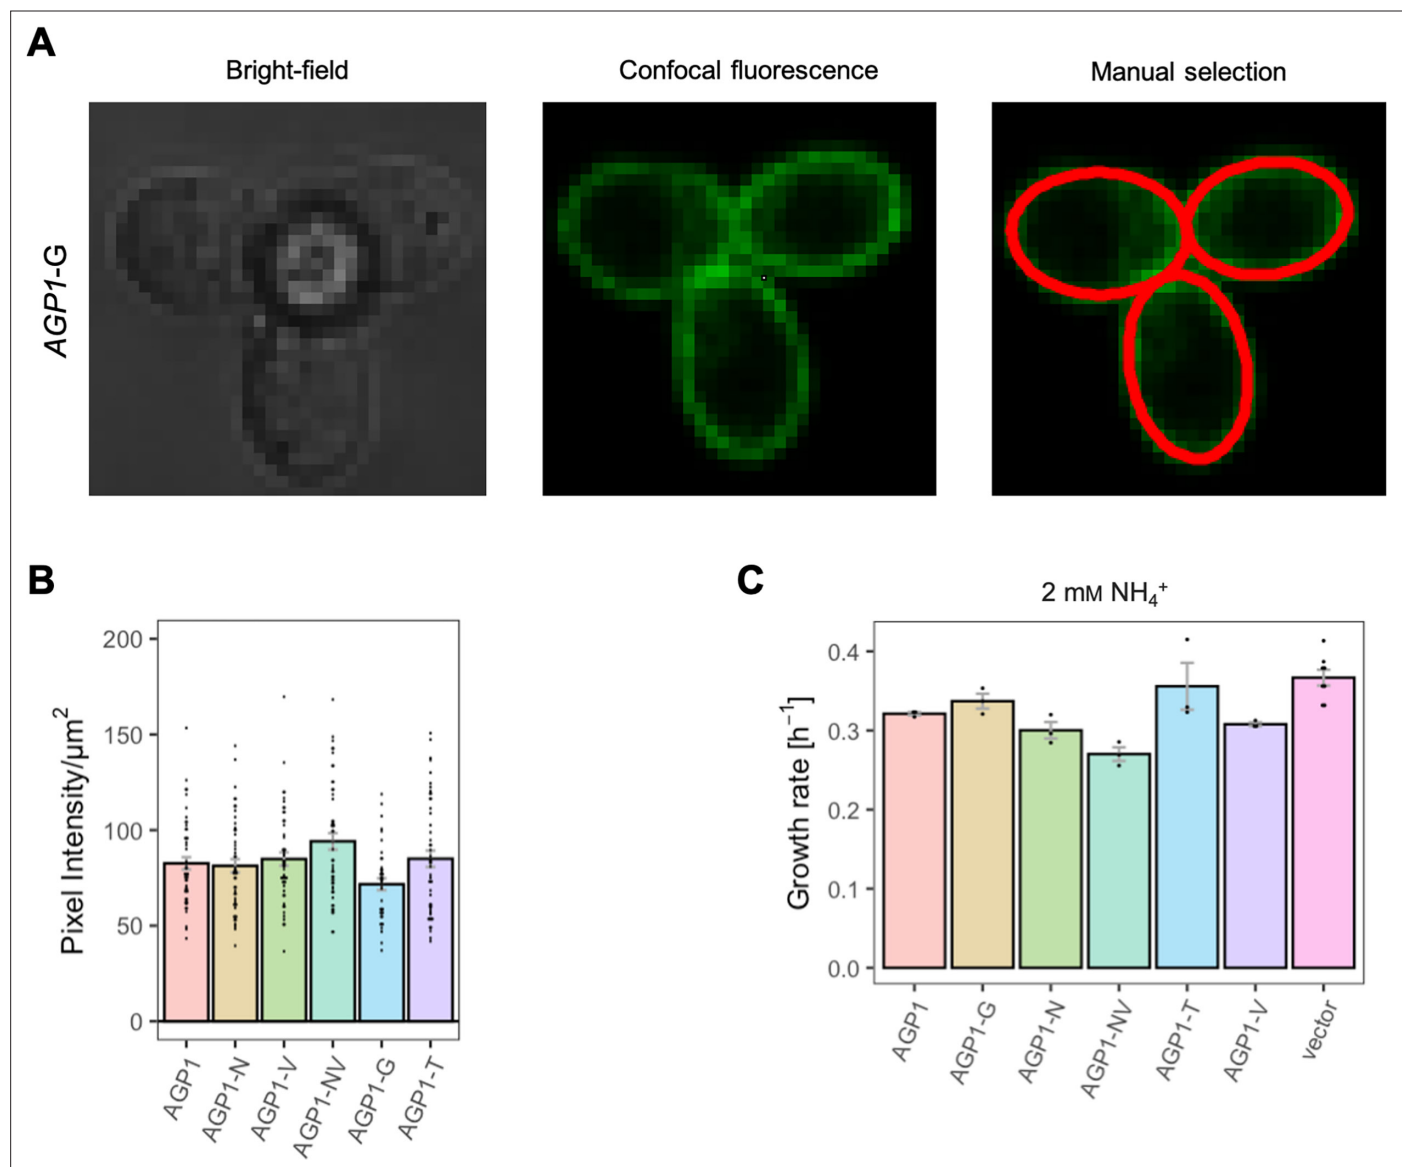 A
Bright-field
Confocal fluorescence
Manual selection
AGP1-G
B
200
150
100
50
0
Pixel Intensity/µm²
AGP1
AGP1-N
AGP1-V
AGP1-NV
AGP1-G
AGP1-T
C
2 mM NH₄⁺
0.4
0.3
0.2
0.1
0.0
Growth rate [h⁻¹]
AGP1
AGP1-G
AGP1-N
AGP1-NV
AGP1-T
AGP1-V
vector